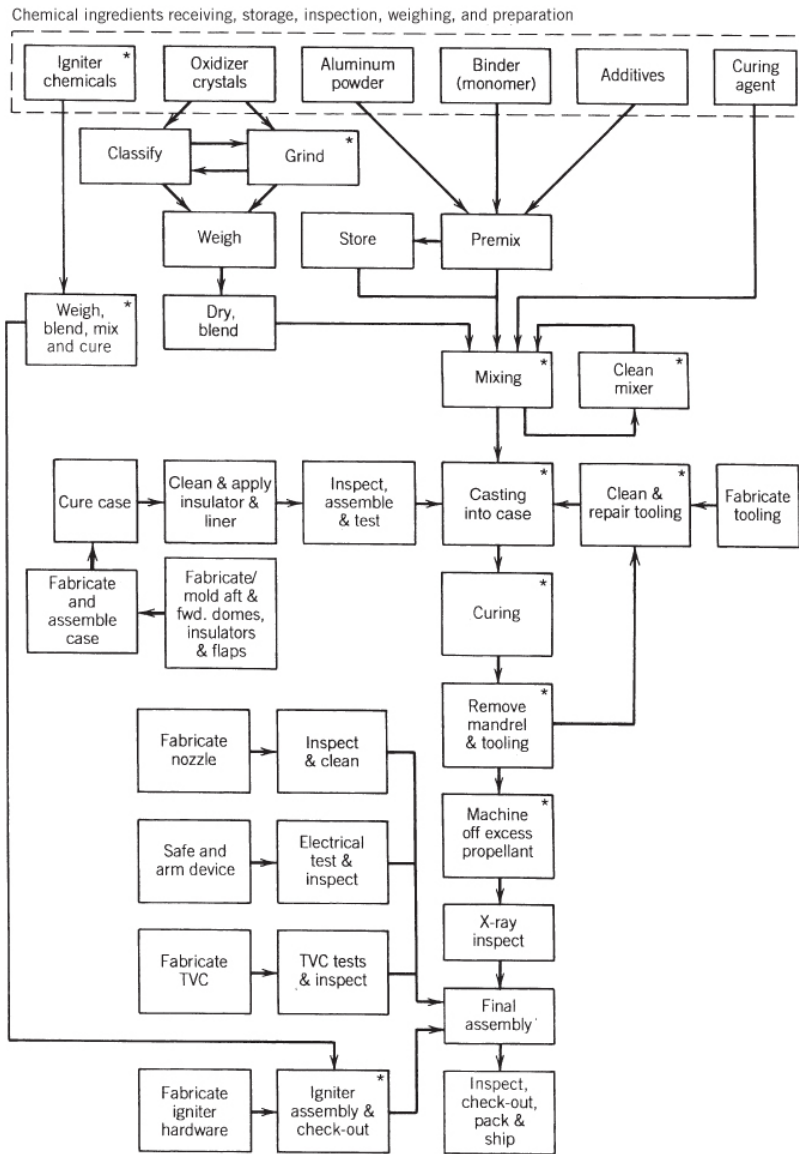 Chemical ingredients receiving, storage, inspection, weighing, and preparation
Igniter *
chemicals
Oxidizer
crystals
Aluminum
powder
Binder
(monomer)
Additives
Curing
agent
Classify
Grind *
Weigh
Store
Premix
Weigh, *
blend, mix
and cure
Dry,
blend
Mixing *
Clean *
mixer
Cure case
Clean & apply
insulator &
liner
Inspect,
assemble
& test
Casting *
into case
Clean & *
repair tooling
Fabricate
tooling
Fabricate
and
assemble
case
Fabricate/
mold aft &
fwd. domes,
insulators
& flaps
Curing *
Remove *
mandrel
& tooling
Fabricate
nozzle
Inspect
& clean
Machine *
off excess
propellant
Safe and
arm device
Electrical
test &
inspect
X-ray
inspect
Fabricate
TVC
TVC tests
& inspect
Final
assembly
Fabricate
igniter
hardware
Igniter *
assembly &
check-out
Inspect,
check-out,
pack &
ship